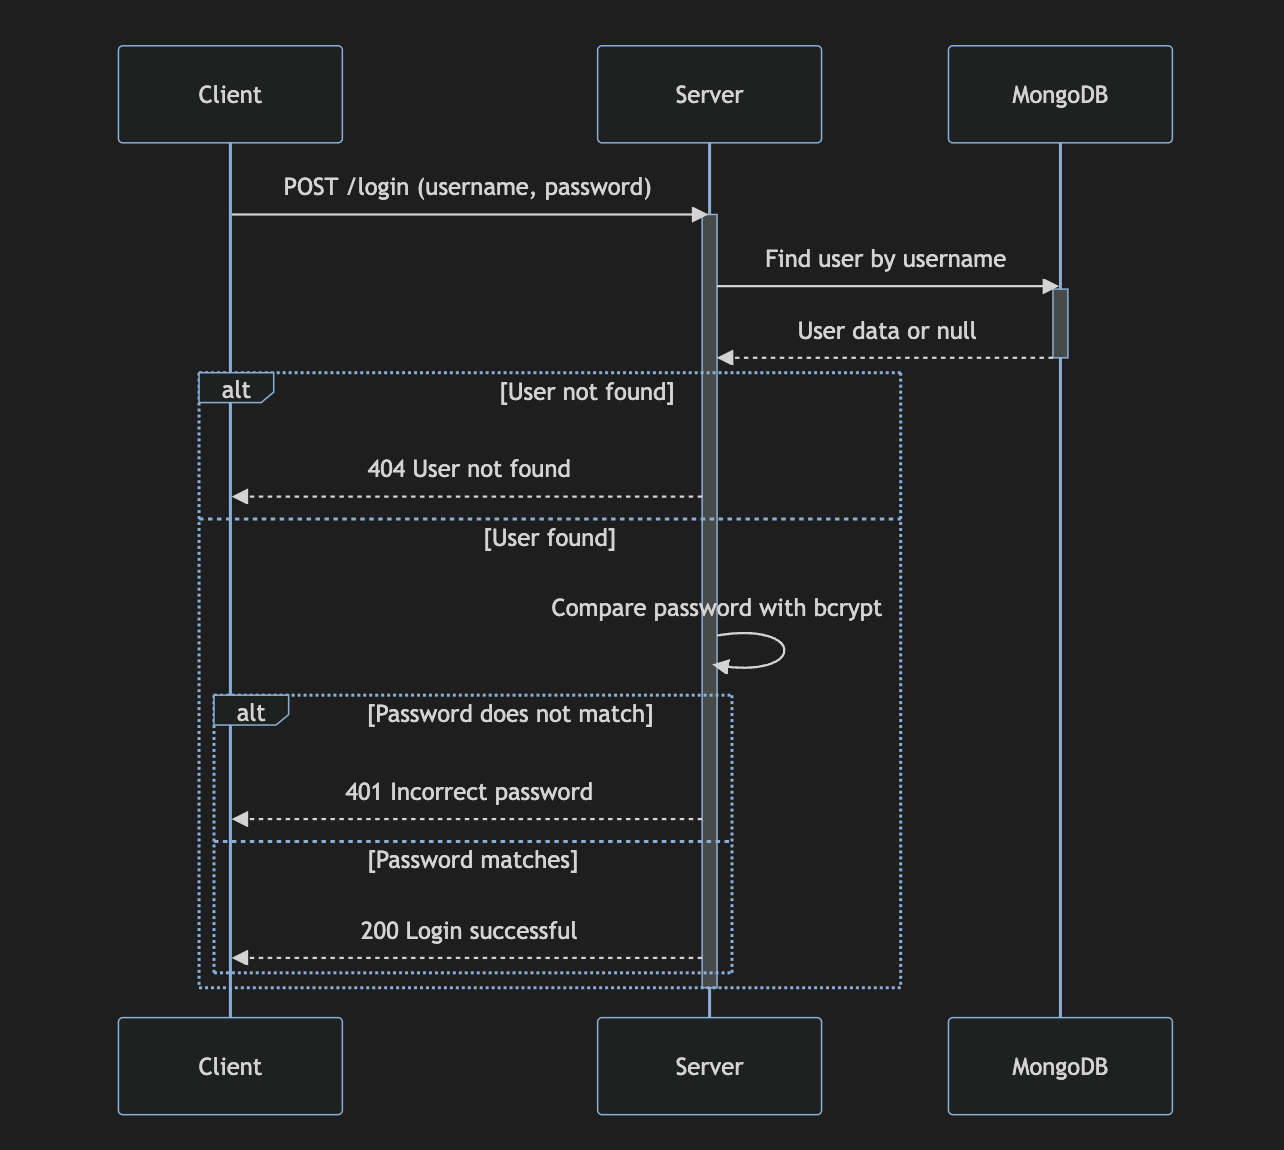 Client
Server
MongoDB
POST /login (username, password)
Find user by username
User data or null
alt
[User not found]
404 User not found
[User found]
Compare password with bcrypt
alt
[Password does not match]
401 Incorrect password
[Password matches]
200 Login successful
Client
Server
MongoDB